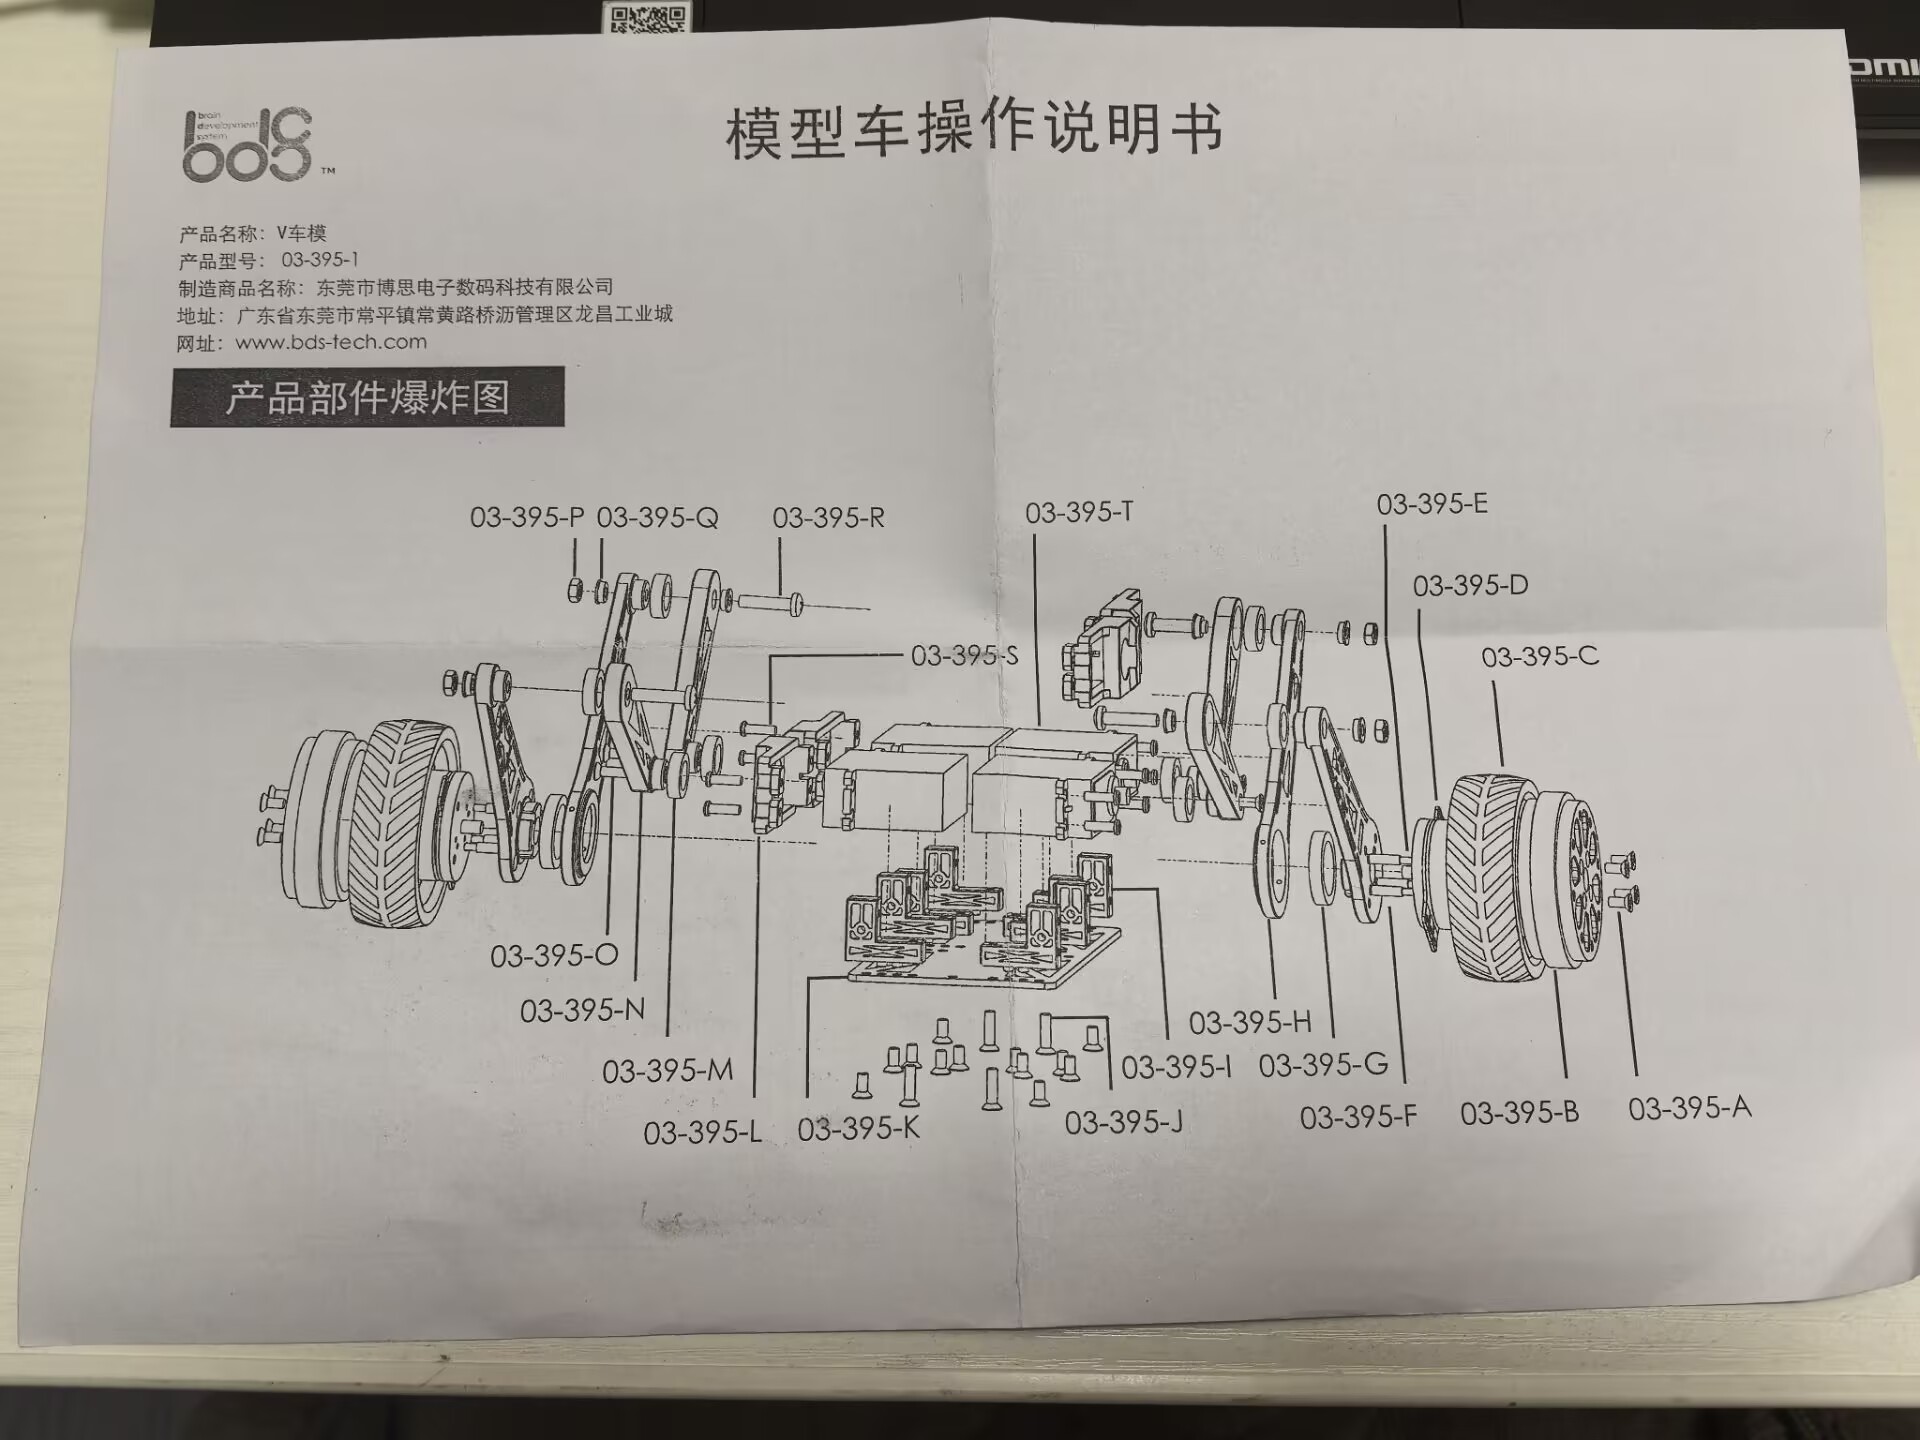 brain
development
system
bds
TM
模型车操作说明书
产品名称：V车模
产品型号： 03-395-1
制造商品名称：东莞市博思电子数码科技有限公司
地址：广东省东莞市常平镇常黄路桥沥管理区龙昌工业城
网址：www.bds-tech.com
产品部件爆炸图
03-395-P 03-395-Q 03-395-R 03-395-T 03-395-E
03-395-D
03-395-S 03-395-C
03-395-O
03-395-N 03-395-H
03-395-M 03-395-I 03-395-G
03-395-L 03-395-K 03-395-J 03-395-F 03-395-B 03-395-A